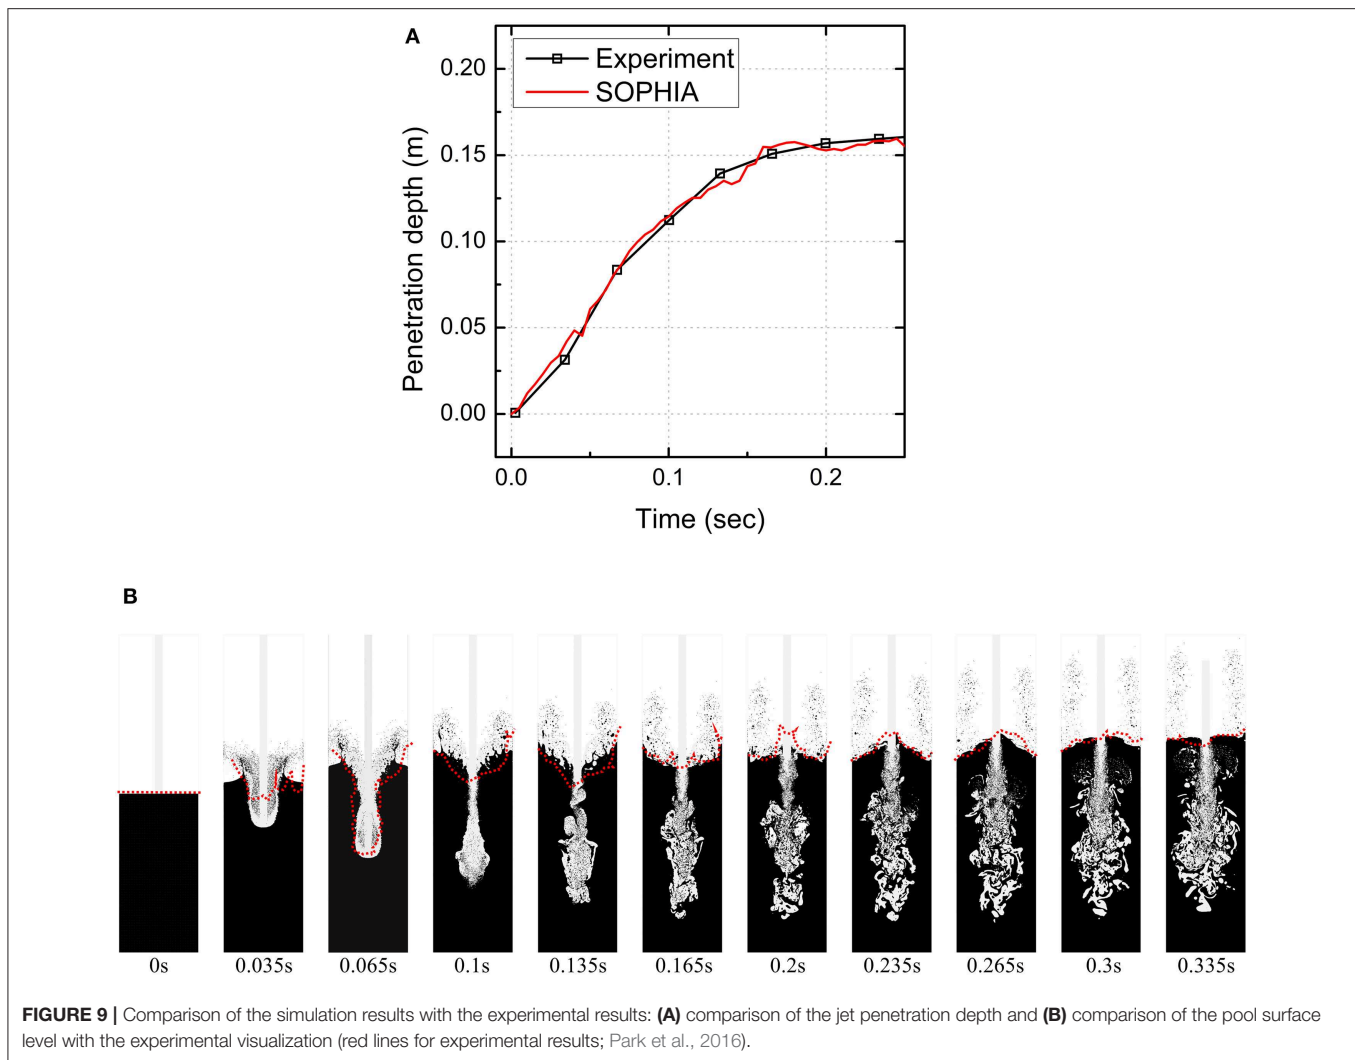 A
Experiment
SOPHIA
0.20
0.15
0.10
0.05
0.00
Penetration depth (m)
0.0 0.1 0.2
Time (sec)
B
0s 0.035s 0.065s 0.1s 0.135s 0.165s 0.2s 0.235s 0.265s 0.3s 0.335s
FIGURE 9 | Comparison of the simulation results with the experimental results: (A) comparison of the jet penetration depth and (B) comparison of the pool surface
level with the experimental visualization (red lines for experimental results; Park et al., 2016).